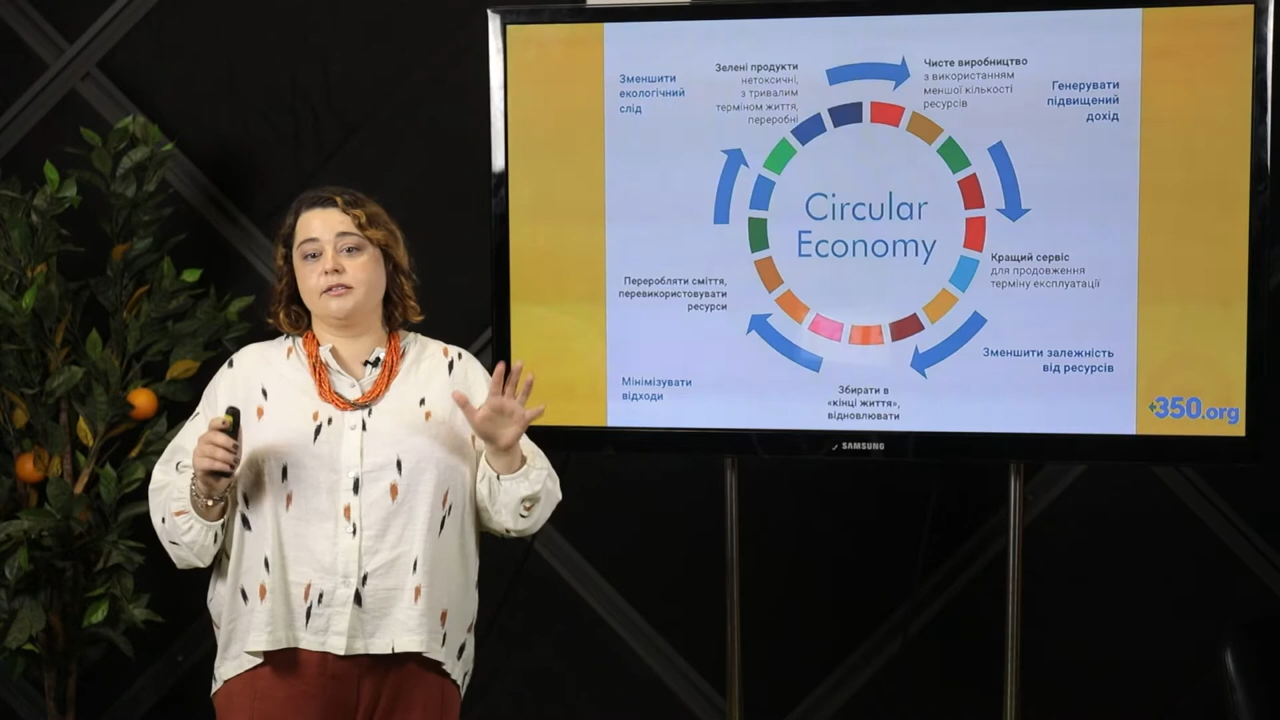 Зменшити
екологічний
слід
Зелені продукти
нетоксичні,
з тривалим
терміном життя,
переробні
Чисте виробництво
з використанням
меншої кількості
ресурсів
Генерувати
підвищений
дохід
Circular
Economy
Кращий сервіс
для продовження
терміну експлуатації
Переробляти сміття,
перевикористовувати
ресурси
Зменшити залежність
від ресурсів
Мінімізувати
відходи
Збирати в
«кінці життя»,
відновлювати
+350.org
SAMSUNG